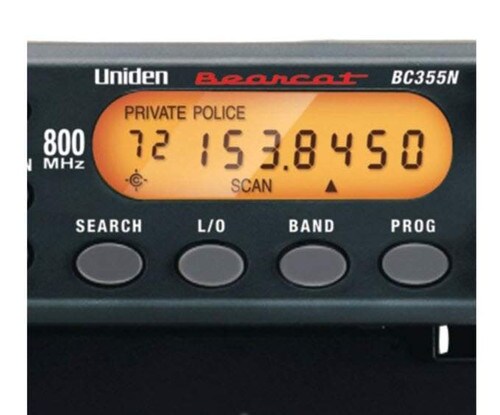 Uniden Bearcat BC355N
PRIVATE POLICE
800
MHz
72 153.8450
SCAN
SEARCH L/O BAND PROG